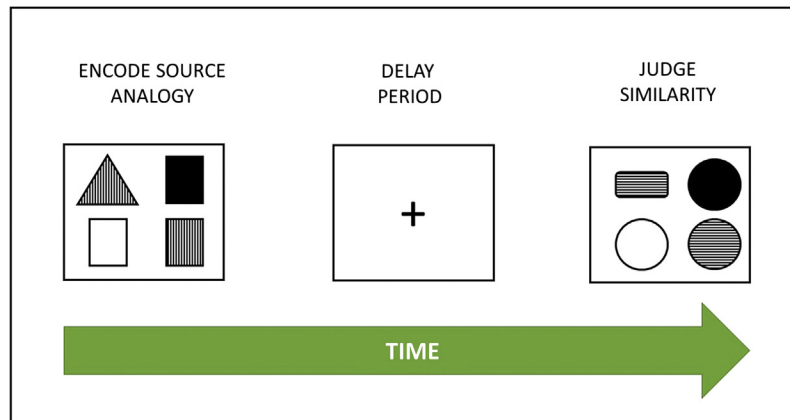 ENCODE SOURCE
ANALOGY
DELAY
PERIOD
JUDGE
SIMILARITY
TIME